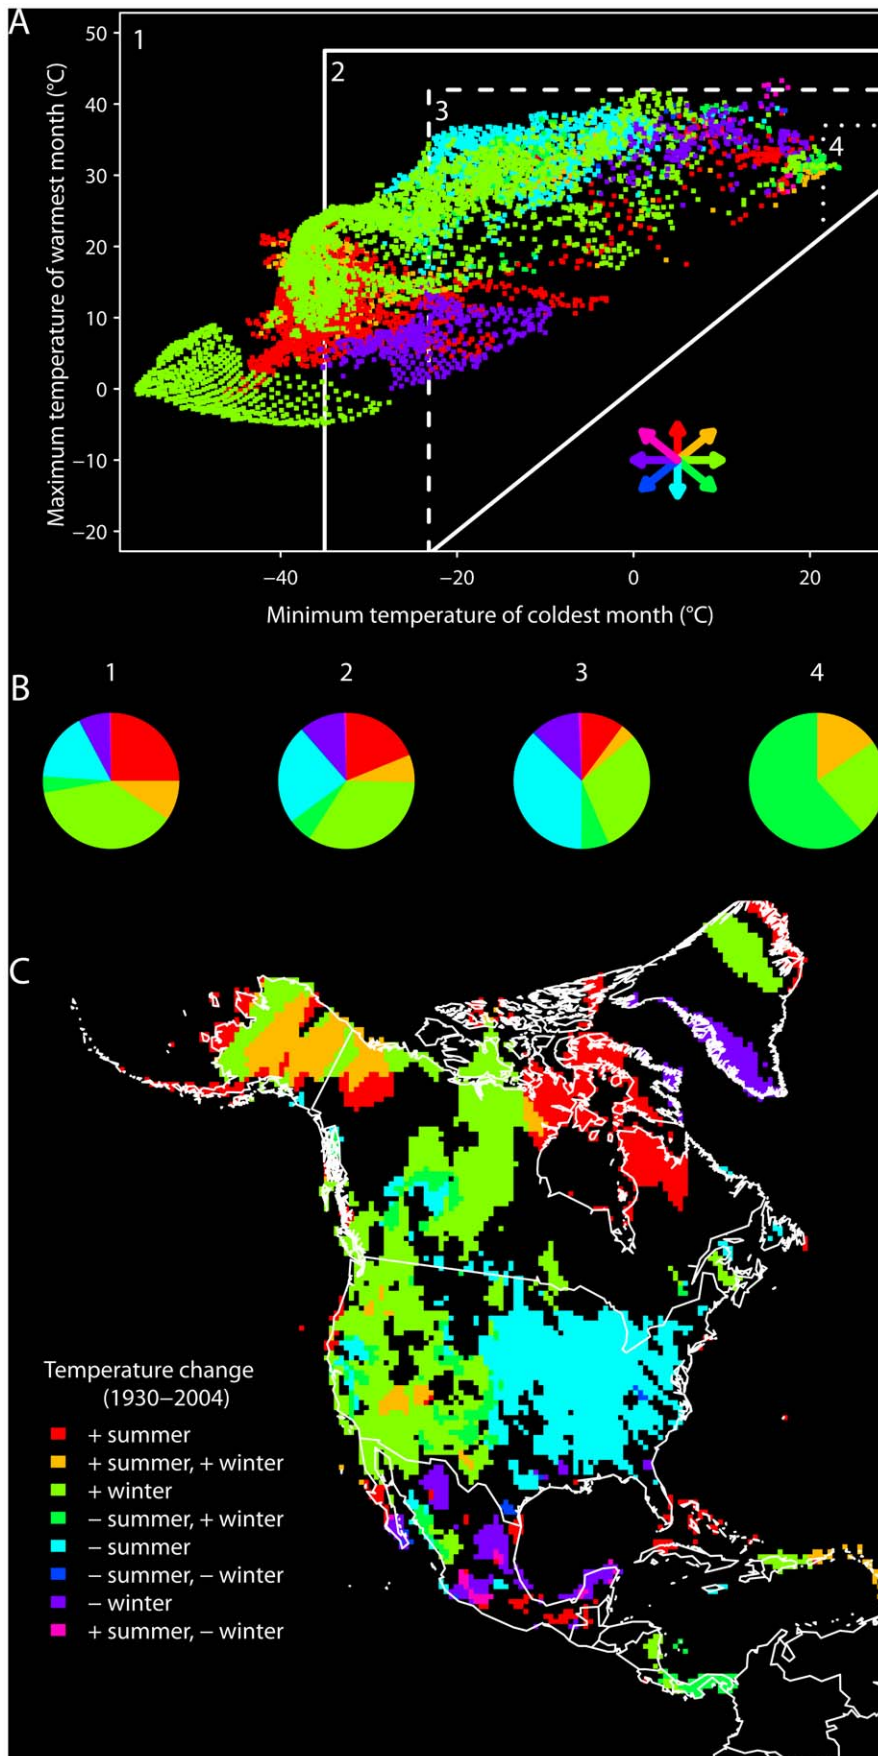 A
Maximum temperature of warmest month (°C)
50
40
30
20
10
0
−10
−20
1
2
3
4
−40
−20
0
20
Minimum temperature of coldest month (°C)
B
1
2
3
4
C
Temperature change
(1930−2004)
+ summer
+ summer, + winter
+ winter
− summer, + winter
− summer
− summer, − winter
− winter
+ summer, − winter